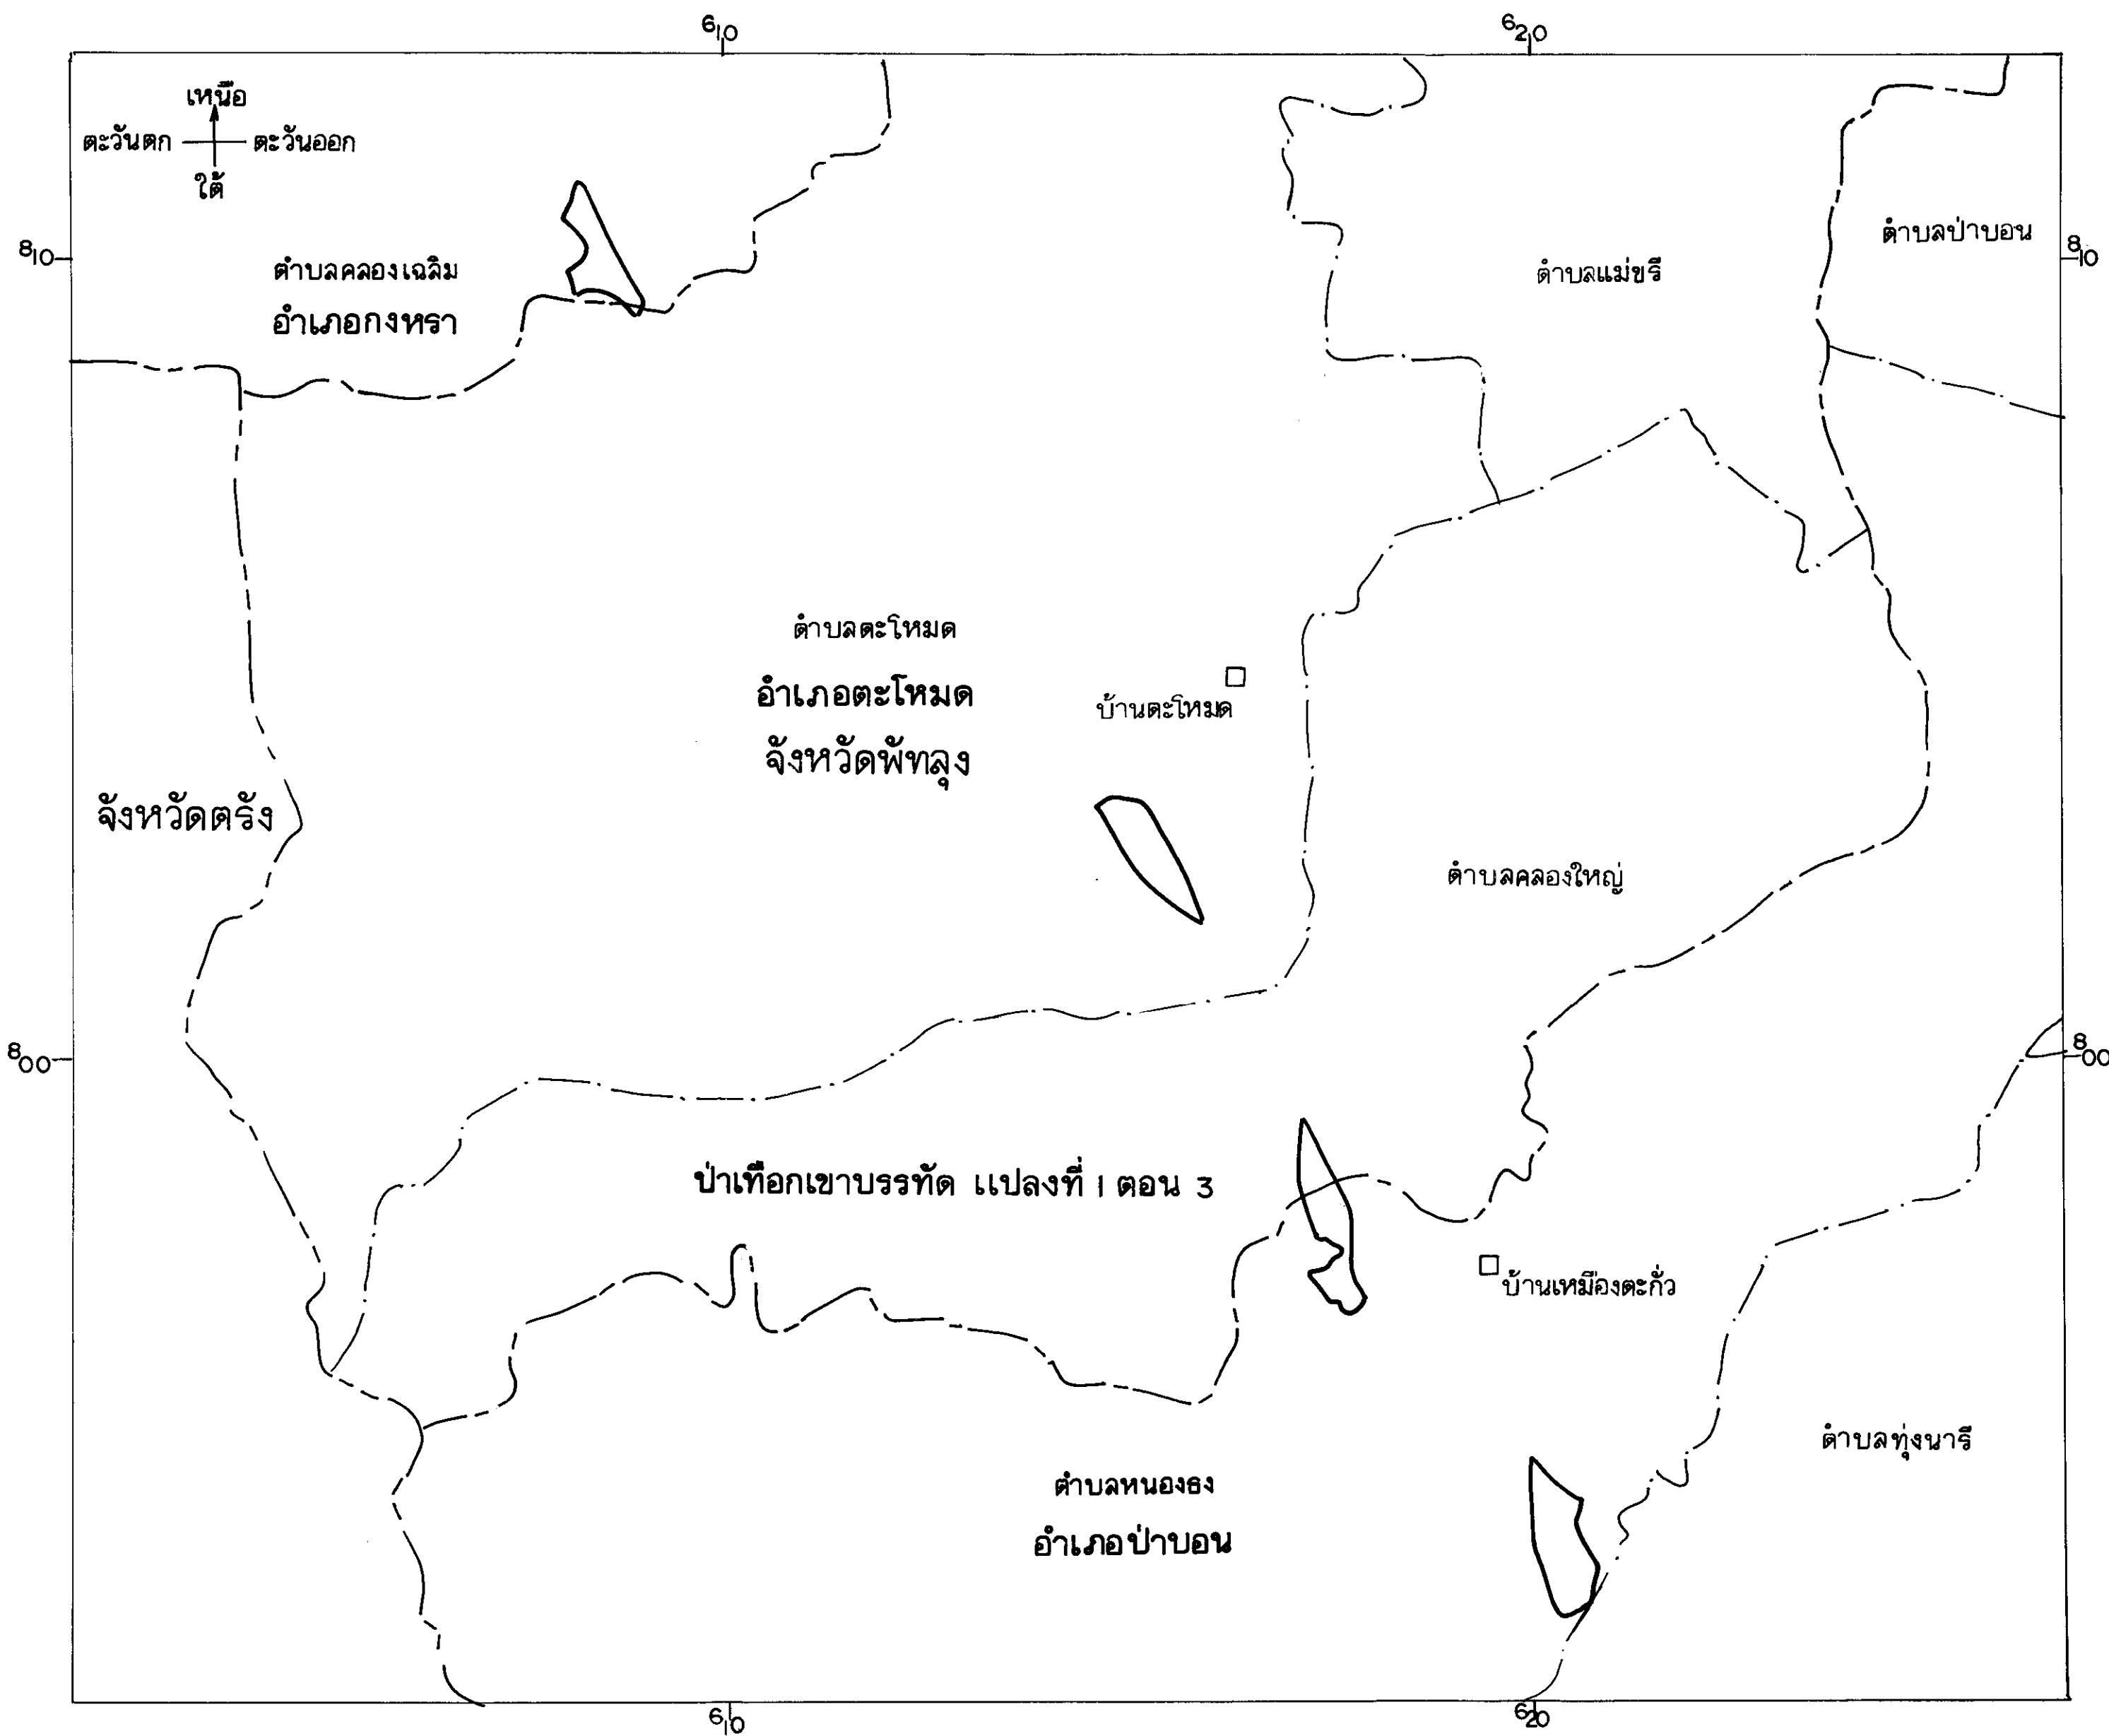 610 620
เหนือ
ตะวันตก ตะวันออก
ใต้
810 810
ตำบลป่าบอน
ตำบลคลองเฉลิม
ตำบลแม่ขรี
อำเภอกงหรา
ตำบลตะโหมด
อำเภอตะโหมด
บ้านตะโหมด
จังหวัดพัทลุง
จังหวัดตรัง
ตำบลคลองใหญ่
800 800
ป่าเทือกเขาบรรทัด แปลงที่ 1 ตอน 3
บ้านเหมืองตะกั่ว
ตำบลทุ่งนารี
ตำบลหนองธง
อำเภอป่าบอน
610 620